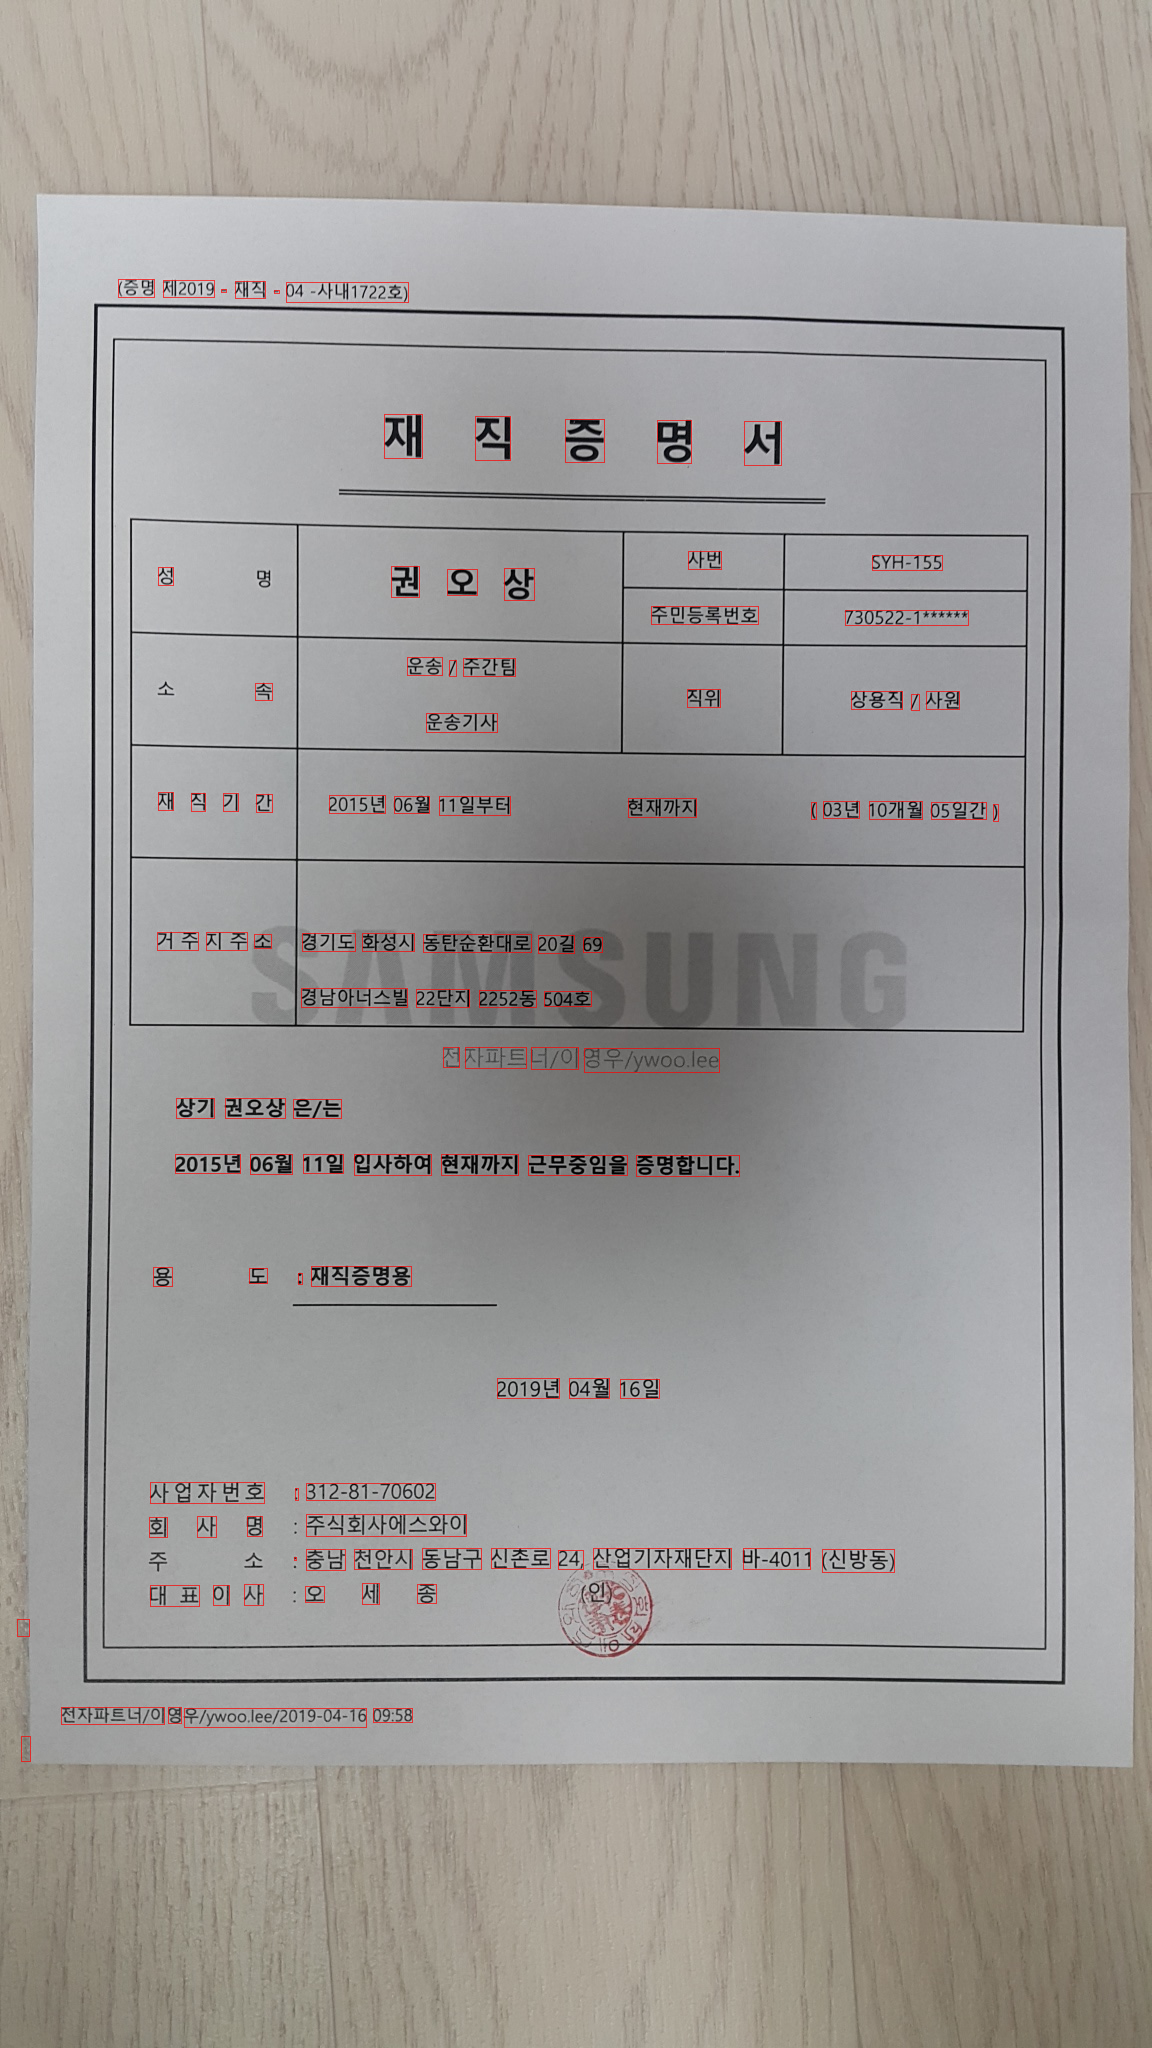 (증명 제2019 - 재직 - 04 -사내1722호)
재 직 증 명 서
성 명 권 오 상 사번 SYH-155
주민등록번호 730522-1******
소 속 운송 / 주간팀 직위 상용직 / 사원
운송기사
재 직 기 간 2015년 06월 11일부터 현재까지 ( 03년 10개월 05일간 )
거 주 지 주 소 경기도 화성시 동탄순환대로 20길 69
경남아너스빌 22단지 2252동 504호
SAMSUNG
전자파트너/이영우/ywoo.lee
상기 권오상 은/는
2015년 06월 11일 입사하여 현재까지 근무중임을 증명합니다.
용 도 : 재직증명용
2019년 04월 16일
사업자번호 : 312-81-70602
회 사 명 : 주식회사에스와이
주 소 : 충남 천안시 동남구 신촌로 24, 산업기자재단지 바-4011 (신방동)
대 표 이 사 : 오 세 종 (인)
전자파트너/이영우/ywoo.lee/2019-04-16 09:58